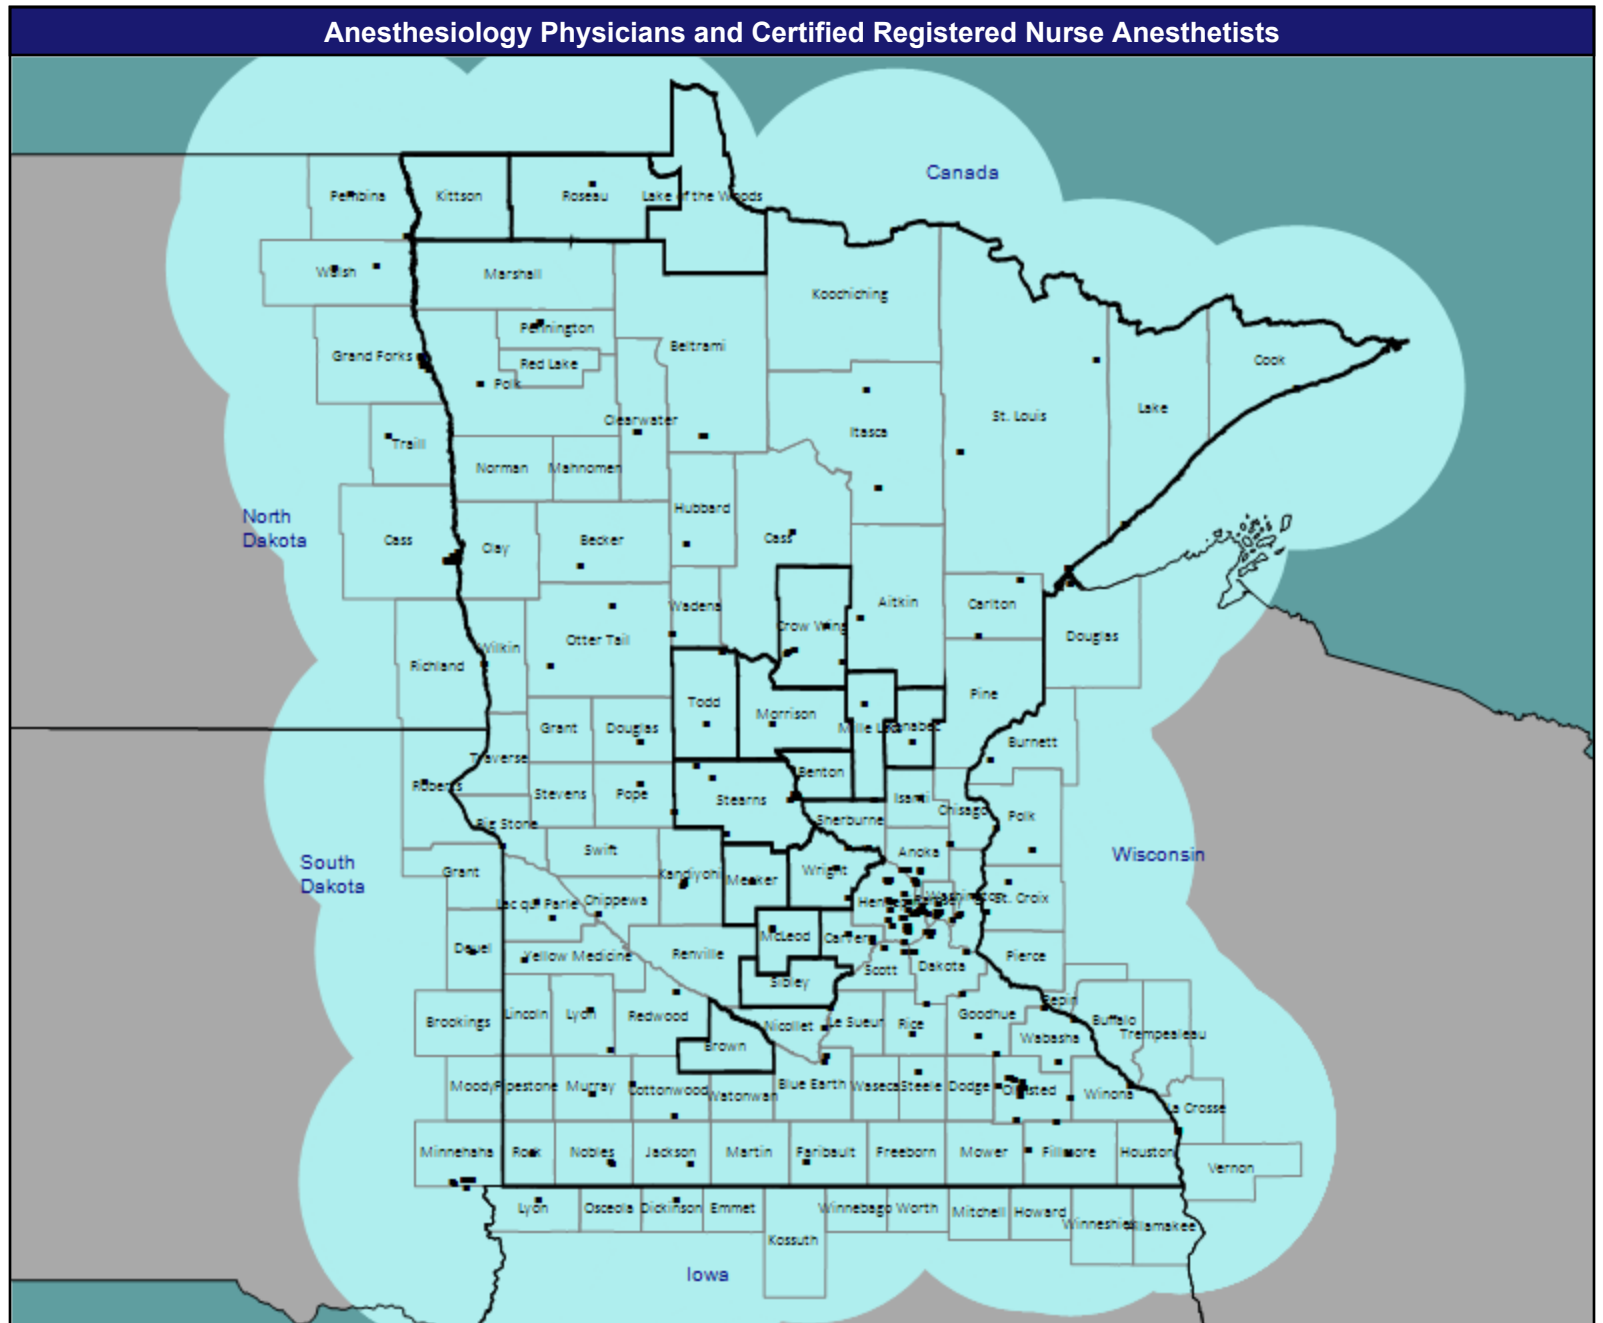 Anesthesiology Physicians and Certified Registered Nurse Anesthetists
Canada
Pembina
Kittson
Roseau
Lake of the Woods
Walsh
Marshall
Koochiching
Pennington
Grand Forks
Beltrami
Red Lake
Cook
Polk
Lake
St. Louis
Clearwater
Itasca
Traill
Norman
Mahnomen
Hubbard
North
Dakota
Cass
Clay
Becker
Cass
Wadena
Aitkin
Carlton
Crow Wing
Otter Tail
Douglas
Wilkin
Richland
Pine
Todd
Morrison
Grant
Douglas
Mille Lacs
Kanabec
Burnett
Traverse
Benton
Roberts
Stevens
Pope
Stearns
Isanti
Chisago
Polk
Big Stone
Sherburne
Swift
Anoka
South
Dakota
Wisconsin
Grant
Kandiyohi
Meeker
Wright
Lac qui Parle
Chippewa
Washington
St. Croix
McLeod
Carver
Deuel
Yellow Medicine
Renville
Pierce
Scott
Dakota
Sibley
Pepin
Brookings
Lincoln
Lyon
Redwood
Nicollet
Le Sueur
Rice
Goodhue
Buffalo
Trempealeau
Brown
Wabasha
Moody
Pipestone
Murray
Cottonwood
Watonwan
Blue Earth
Waseca
Steele
Dodge
Olmsted
Winona
La Crosse
Minnehaha
Rock
Nobles
Jackson
Martin
Faribault
Freeborn
Mower
Fillmore
Houston
Vernon
Lyon
Osceola
Dickinson
Emmet
Winnebago
Worth
Mitchell
Howard
Kossuth
Iowa